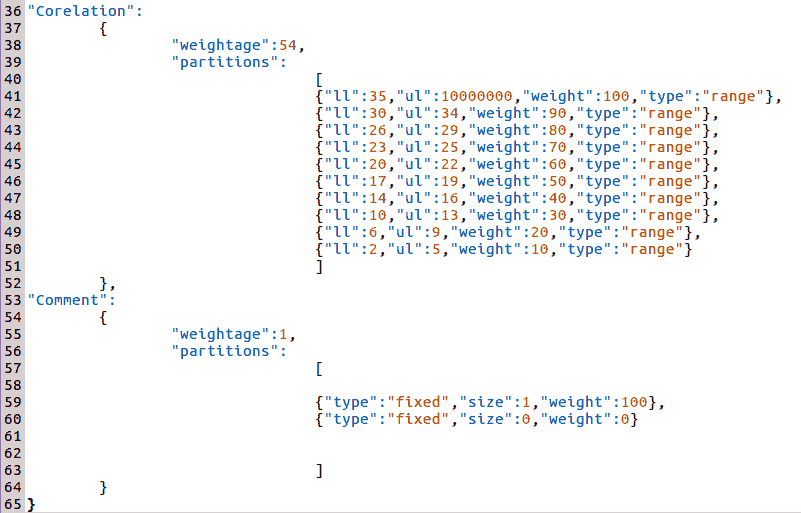 36 "Corelation":
37 {
38 "weightage":54,
39 "partitions":
40 [
41 {"ll":35,"ul":10000000,"weight":100,"type":"range"},
42 {"ll":30,"ul":34,"weight":90,"type":"range"},
43 {"ll":26,"ul":29,"weight":80,"type":"range"},
44 {"ll":23,"ul":25,"weight":70,"type":"range"},
45 {"ll":20,"ul":22,"weight":60,"type":"range"},
46 {"ll":17,"ul":19,"weight":50,"type":"range"},
47 {"ll":14,"ul":16,"weight":40,"type":"range"},
48 {"ll":10,"ul":13,"weight":30,"type":"range"},
49 {"ll":6,"ul":9,"weight":20,"type":"range"},
50 {"ll":2,"ul":5,"weight":10,"type":"range"}
51 ]
52 },
53 "Comment":
54 {
55 "weightage":1,
56 "partitions":
57 [
58
59 {"type":"fixed","size":1,"weight":100},
60 {"type":"fixed","size":0,"weight":0}
61
62
63 ]
64 }
65 }